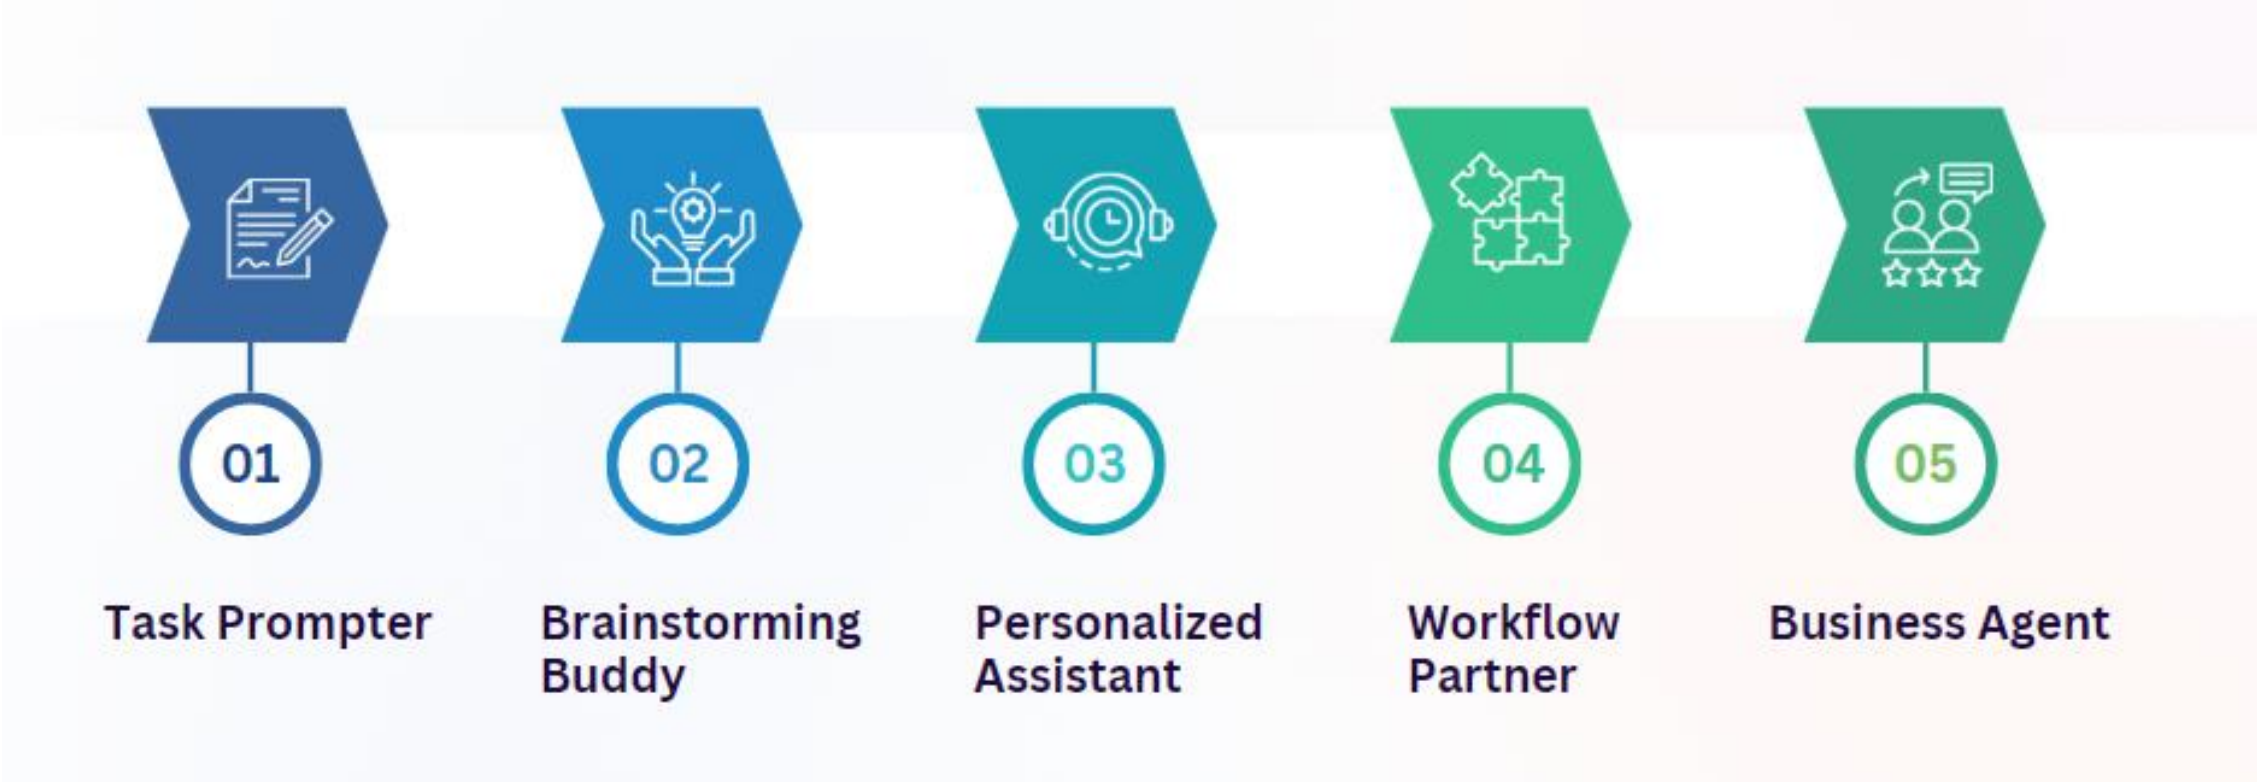 01
02
03
04
05
Task Prompter
Brainstorming
Buddy
Personalized
Assistant
Workflow
Partner
Business Agent